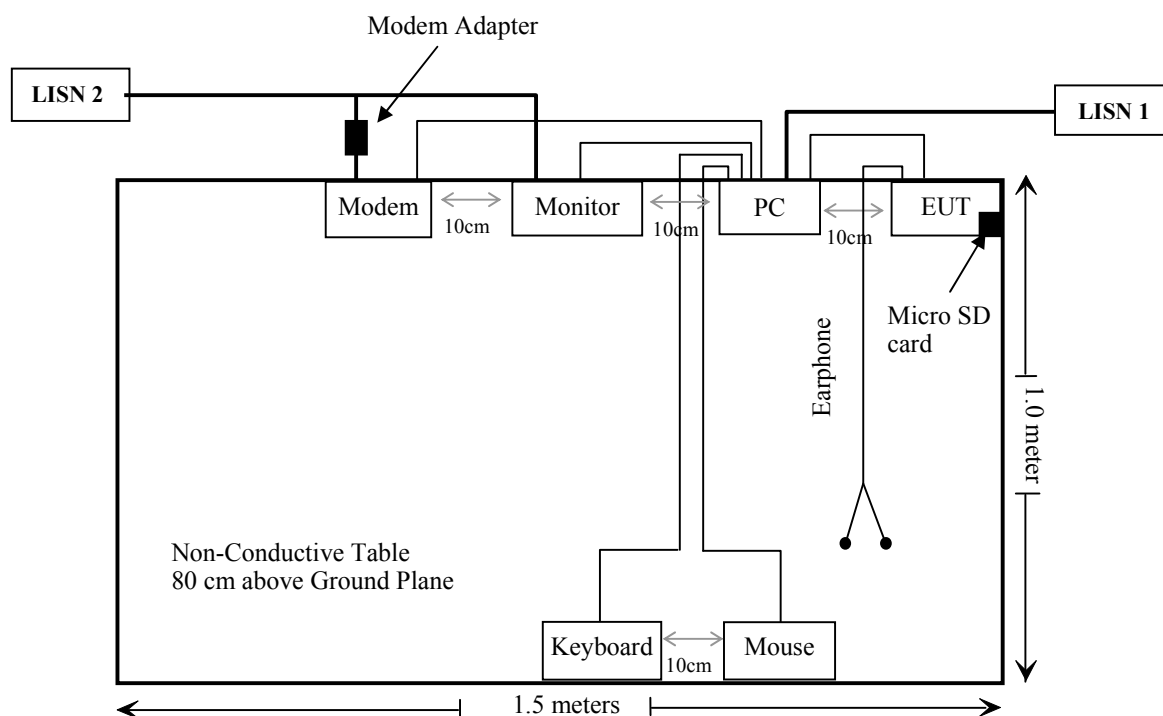 Modem Adapter
LISN 2
LISN 1
Modem
10cm
Monitor
10cm
PC
10cm
EUT
Micro SD
card
Earphone
1.0 meter
Non-Conductive Table
80 cm above Ground Plane
Keyboard
10cm
Mouse
1.5 meters